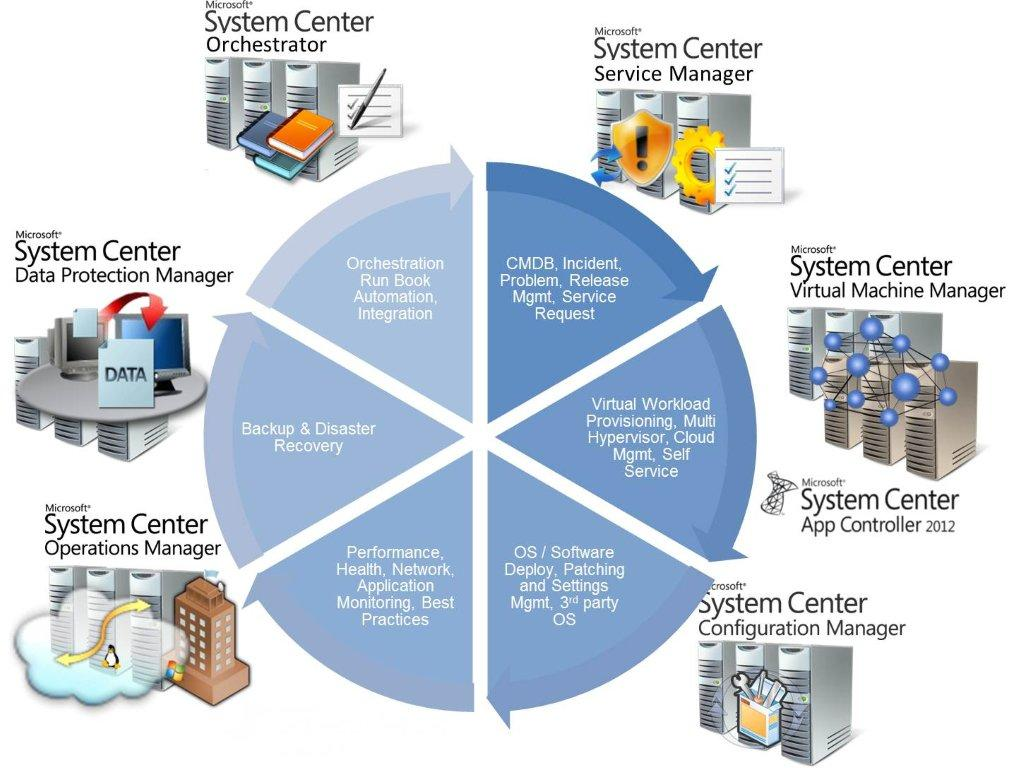 Microsoft®
System Center
Orchestrator
Microsoft®
System Center
Service Manager
Microsoft®
System Center
Data Protection Manager
DATA
Orchestration
Run Book
Automation,
Integration
CMDB, Incident,
Problem, Release
Mgmt, Service
Request
Microsoft®
System Center
Virtual Machine Manager
Backup & Disaster
Recovery
Virtual Workload
Provisioning, Multi
Hypervisor, Cloud
Mgmt, Self
Service
Microsoft®
System Center
App Controller 2012
Microsoft®
System Center
Operations Manager
Performance,
Health, Network,
Application
Monitoring, Best
Practices
OS / Software
Deploy, Patching
and Settings
Mgmt, 3rd party
OS
crosoft®
System Center
Configuration Manager